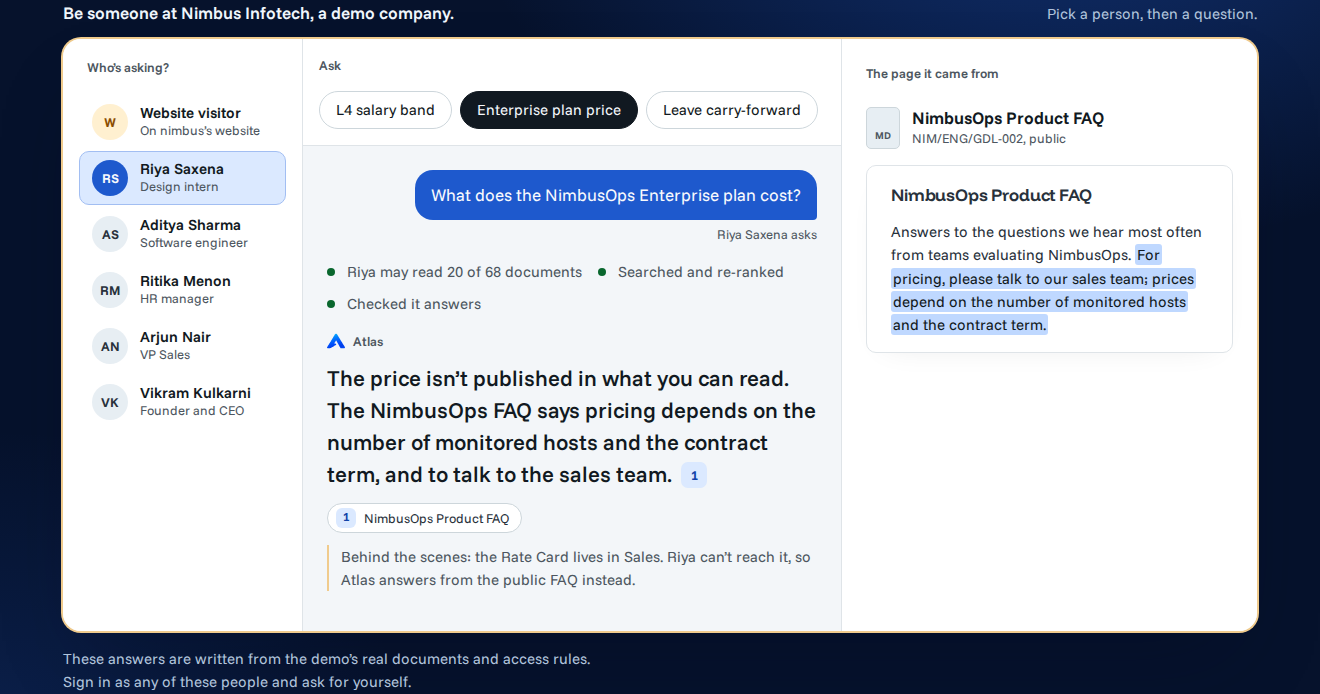 Be someone at Nimbus Infotech, a demo company.
Pick a person, then a question.
Who's asking?
W
Website visitor
On nimbus's website
RS
Riya Saxena
Design intern
AS
Aditya Sharma
Software engineer
RM
Ritika Menon
HR manager
AN
Arjun Nair
VP Sales
VK
Vikram Kulkarni
Founder and CEO
Ask
L4 salary band
Enterprise plan price
Leave carry-forward
What does the NimbusOps Enterprise plan cost?
Riya Saxena asks
Riya may read 20 of 68 documents
Searched and re-ranked
Checked it answers
Atlas
The price isn't published in what you can read.
The NimbusOps FAQ says pricing depends on the
number of monitored hosts and the contract
term, and to talk to the sales team. 1
1 NimbusOps Product FAQ
Behind the scenes: the Rate Card lives in Sales. Riya can't reach it, so
Atlas answers from the public FAQ instead.
The page it came from
MD
NimbusOps Product FAQ
NIM/ENG/GDL-002, public
NimbusOps Product FAQ
Answers to the questions we hear most often
from teams evaluating NimbusOps. For
pricing, please talk to our sales team; prices
depend on the number of monitored hosts
and the contract term.
These answers are written from the demo's real documents and access rules.
Sign in as any of these people and ask for yourself.